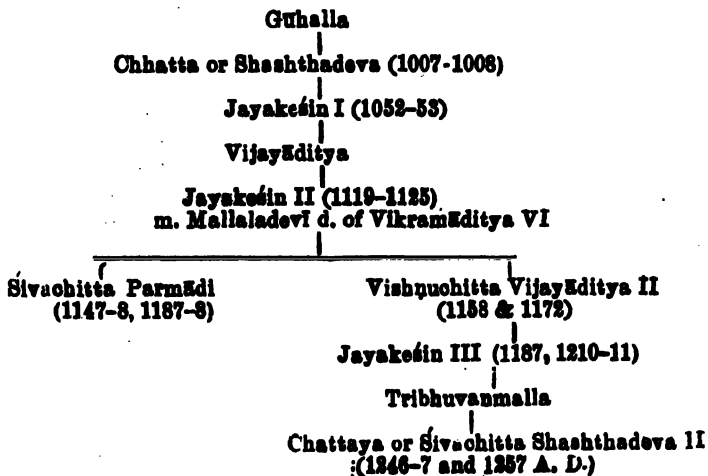 Gūhalla
Chhatta or Shashthadeva (1007-1008)
Jayakeśin I (1052-53)
Vijayāditya
Jayakeśin II (1119-1125)
m. Mallaladevī d. of Vikramāditya VI
Śivachitta Parmādi
(1147-8, 1187-8)
Vishṇuchitta Vijayāditya II
(1158 & 1172)
Jayakeśin III (1187, 1210-11)
Tribhuvanmalla
Chattaya or Śivachitta Shashthadeva II
(1246-7 and 1257 A. D.)